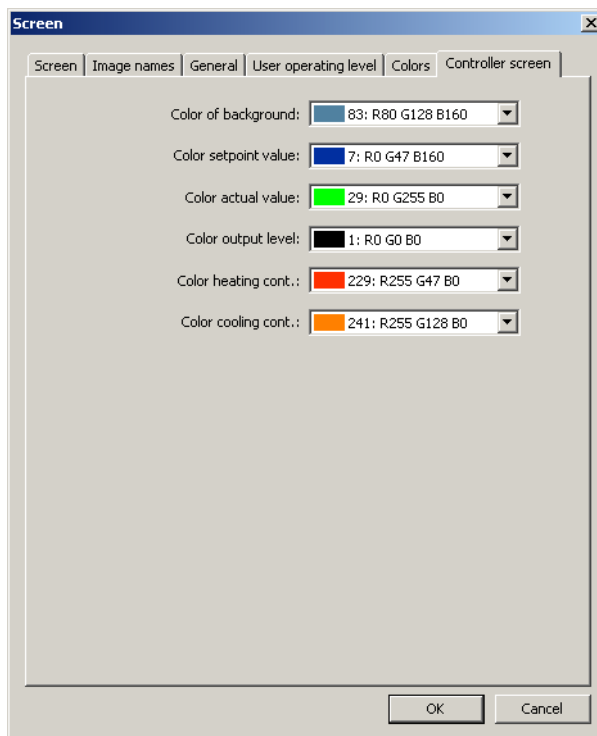 Screen
Screen Image names General User operating level Colors Controller screen
Color of background: 83: R80 G128 B160
Color setpoint value: 7: R0 G47 B160
Color actual value: 29: R0 G255 B0
Color output level: 1: R0 G0 B0
Color heating cont.: 229: R255 G47 B0
Color cooling cont.: 241: R255 G128 B0
OK Cancel